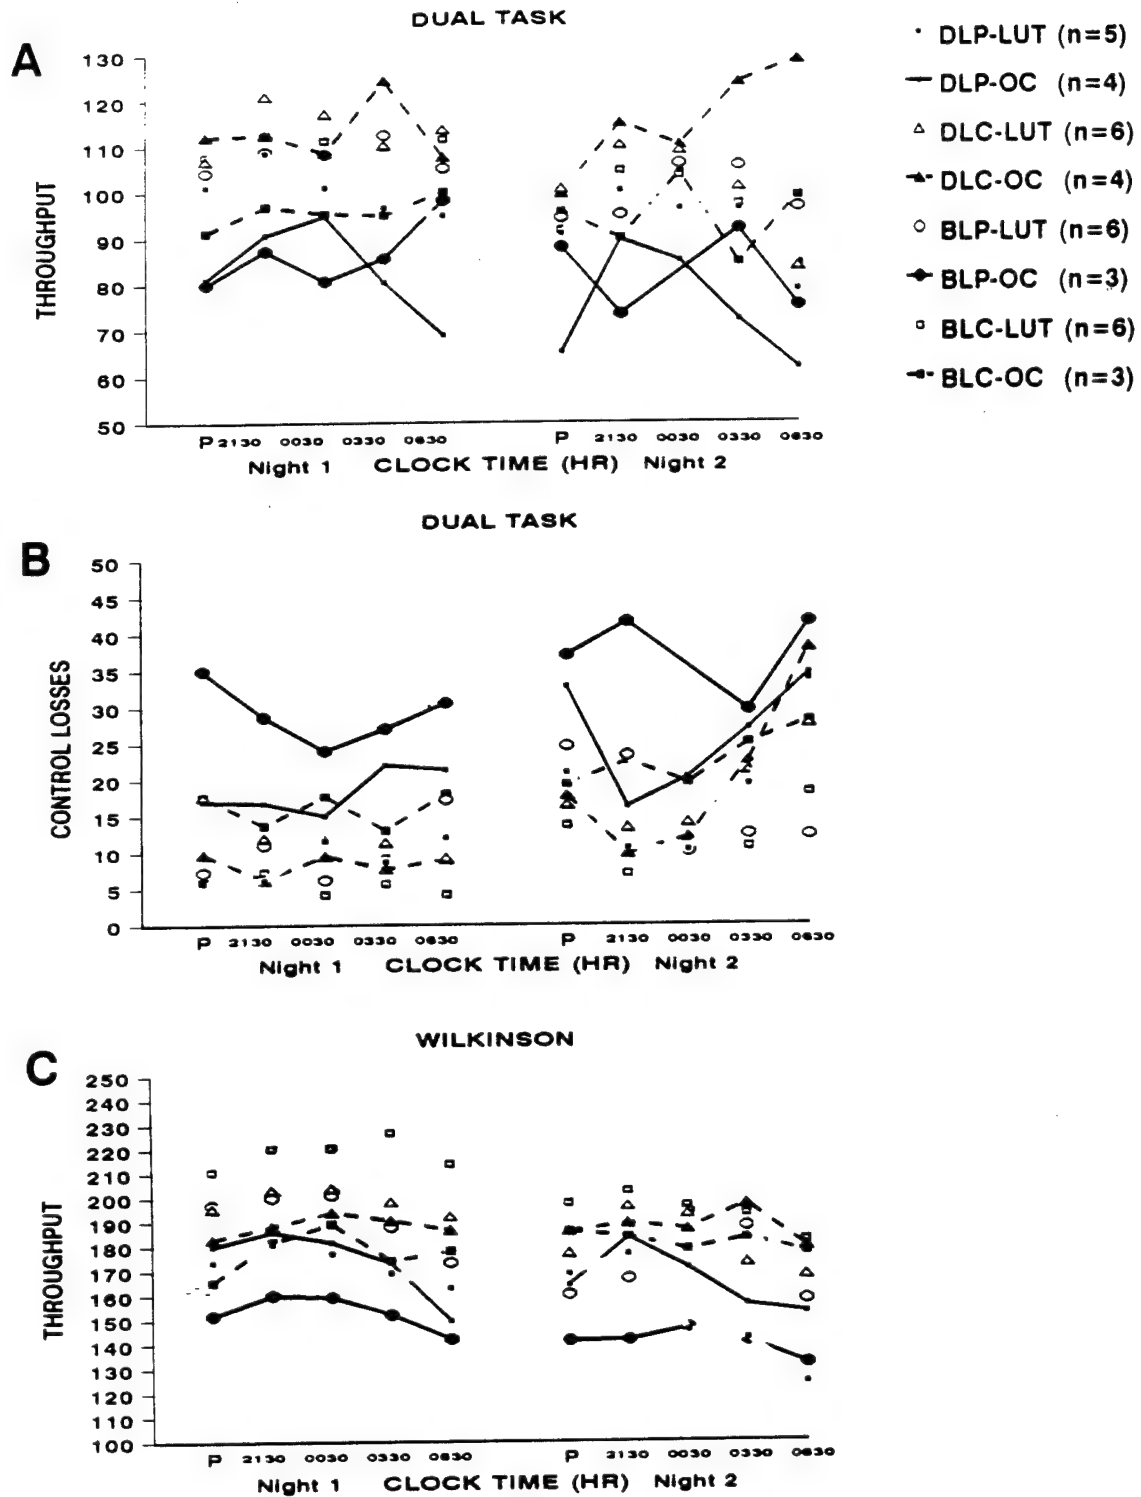 DUAL TASK
A
130
120
110
100
90
80
70
60
50
THROUGHPUT
P 2130 0030 0330 0630
P 2130 0030 0330 0630
Night 1 CLOCK TIME (HR) Night 2
DLP-LUT (n=5)
DLP-OC (n=4)
DLC-LUT (n=6)
DLC-OC (n=4)
BLP-LUT (n=6)
BLP-OC (n=3)
BLC-LUT (n=6)
BLC-OC (n=3)
DUAL TASK
B
50
45
40
35
30
25
20
15
10
5
0
CONTROL LOSSES
P 2130 0030 0330 0630
P 2130 0030 0330 0630
Night 1 CLOCK TIME (HR) Night 2
WILKINSON
C
250
240
230
220
210
200
190
180
170
160
150
140
130
120
110
100
THROUGHPUT
P 2130 0030 0330 0630
P 2130 0030 0330 0630
Night 1 CLOCK TIME (HR) Night 2